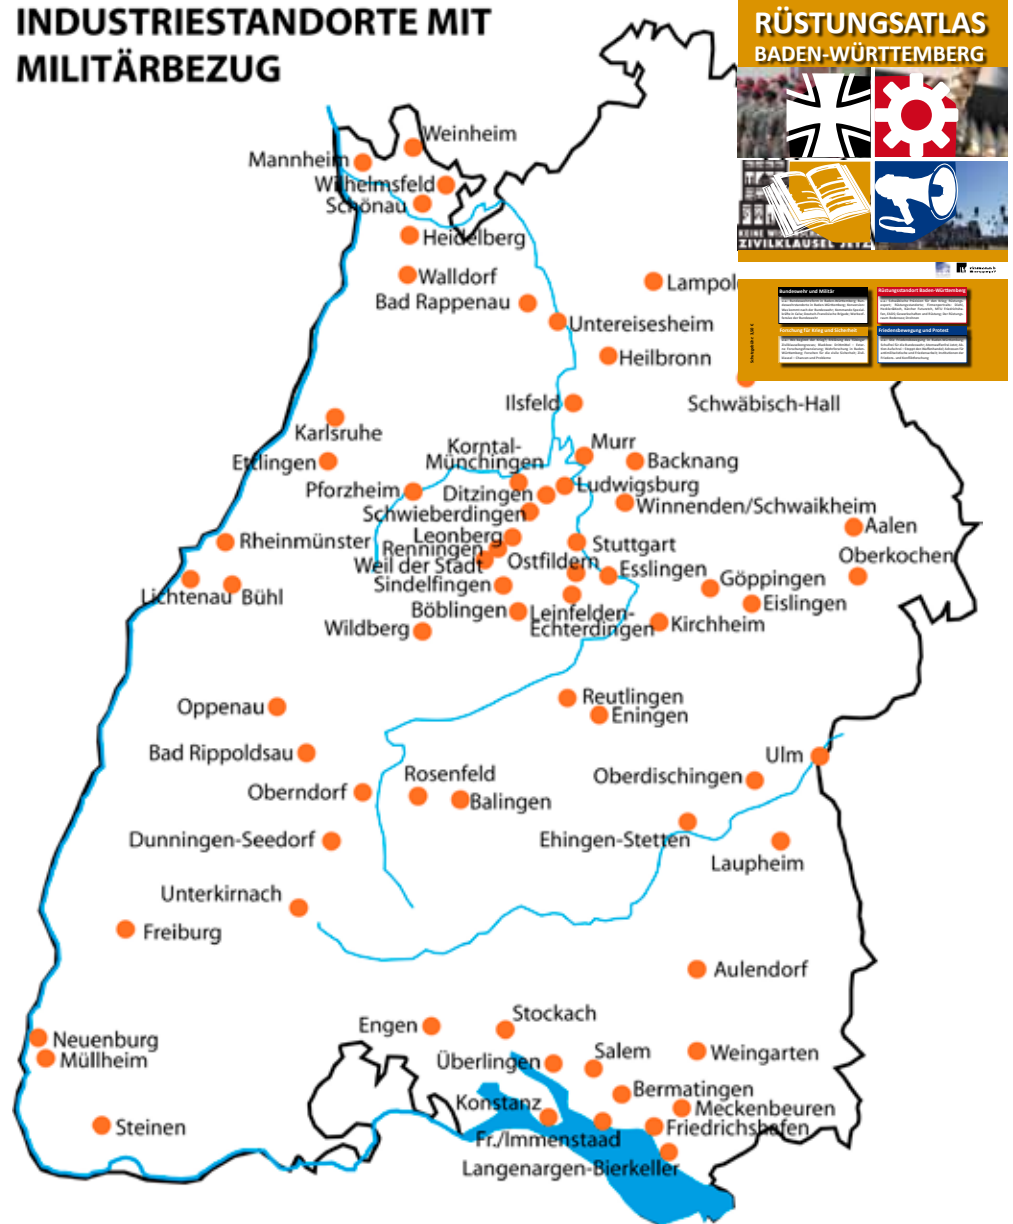 INDUSTRIESTANDORTE MIT
MILITÄRBEZUG
RÜSTUNGSATLAS
BADEN-WÜRTTEMBERG
ZIVILKLAUSEL JETZ
Bundeswehr und Militär
Rüstungsstandort Baden-Württemberg
Forschung für Krieg und Sicherheit
Friedensbewegung und Protest
Weinheim
Mannheim
Wilhelmsfeld
Schönau
Heidelberg
Walldorf
Lampol
Bad Rappenau
Untereisesheim
Heilbronn
Ilsfeld
Schwäbisch-Hall
Karlsruhe
Murr
Korntal-
Münchingen
Ettlingen
Backnang
Pforzheim
Ditzingen
Ludwigsburg
Winnenden/Schwaikheim
Schwieberdingen
Aalen
Leonberg
Rheinmünster
Renningen
Stuttgart
Oberkochen
Weil der Stadt
Ostfildern
Esslingen
Göppingen
Sindelfingen
Lichtenau
Bühl
Eislingen
Böblingen
Leinfelden-
Echterdingen
Kirchheim
Wildberg
Reutlingen
Oppenau
Eningen
Bad Rippoldsau
Ulm
Rosenfeld
Oberdischingen
Oberndorf
Balingen
Dunningen-Seedorf
Ehingen-Stetten
Laupheim
Unterkirnach
Freiburg
Aulendorf
Stockach
Engen
Neuenburg
Müllheim
Überlingen
Salem
Weingarten
Bermatingen
Konstanz
Meckenbeuren
Steinen
Friedrichshafen
Fr./Immenstaad
Langenargen-Bierkeller